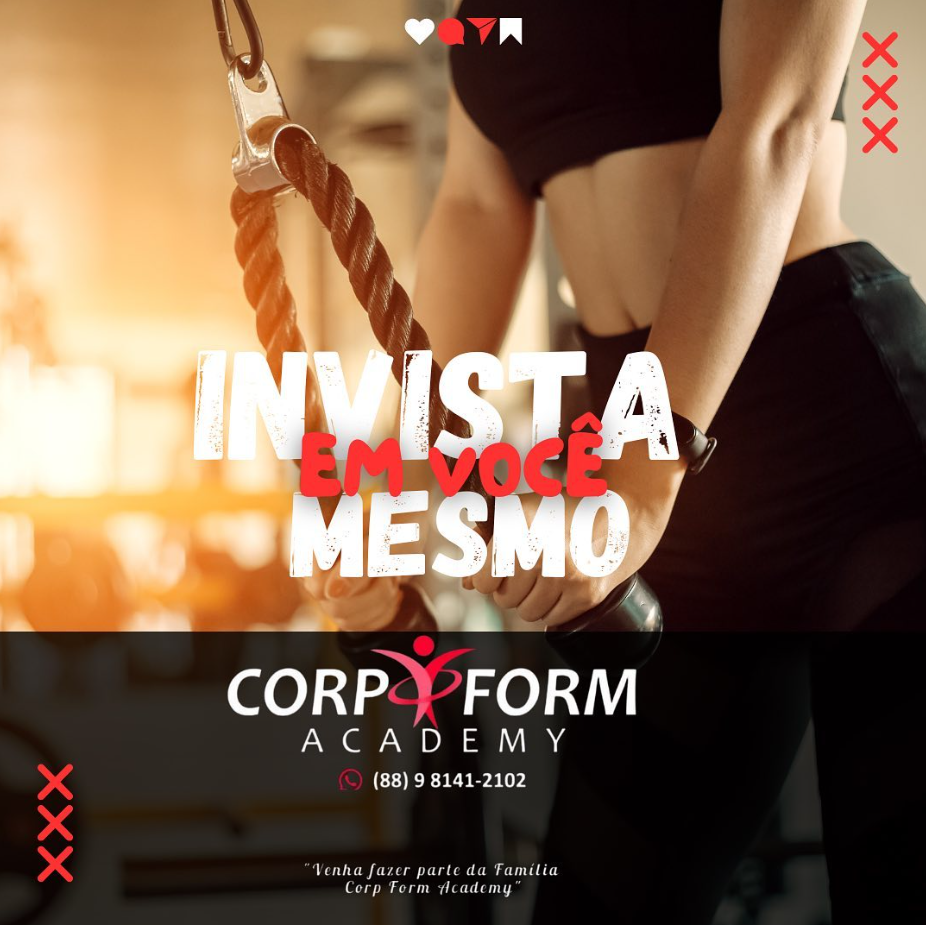 INVISTA
EM VOCÊ
MESMO
CORP FORM
ACADEMY
(88) 9 8141-2102
"Venha fazer parte da Família
Corp Form Academy"